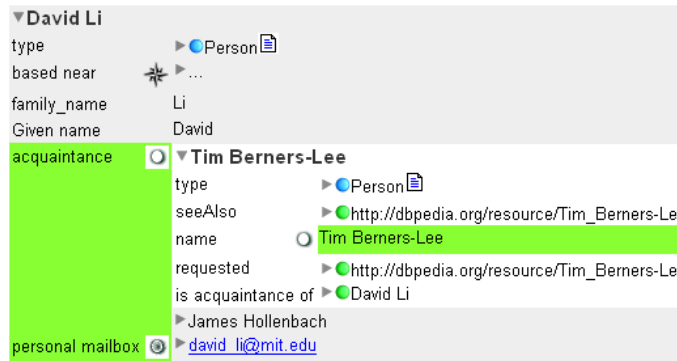 David Li
type Person
based near ...
family_name Li
Given name David
acquaintance Tim Berners-Lee
type Person
seeAlso http://dbpedia.org/resource/Tim_Berners-Le
name Tim Berners-Lee
requested http://dbpedia.org/resource/Tim_Berners-Le
is acquaintance of David Li
James Hollenbach
personal mailbox david_li@mit.edu